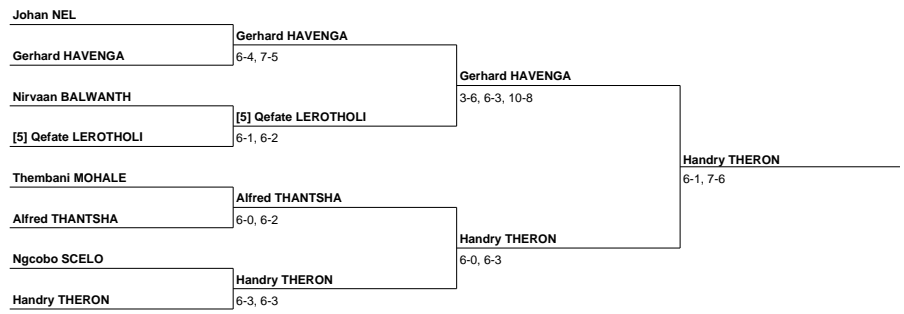 Johan NEL
Gerhard HAVENGA
Gerhard HAVENGA
6-4, 7-5
Gerhard HAVENGA
3-6, 6-3, 10-8
Nirvaan BALWANTH
[5] Qefate LEROTHOLI
[5] Qefate LEROTHOLI
6-1, 6-2
Handry THERON
6-1, 7-6
Thembani MOHALE
Alfred THANTSHA
Alfred THANTSHA
6-0, 6-2
Handry THERON
6-0, 6-3
Ngcobo SCELO
Handry THERON
Handry THERON
6-3, 6-3